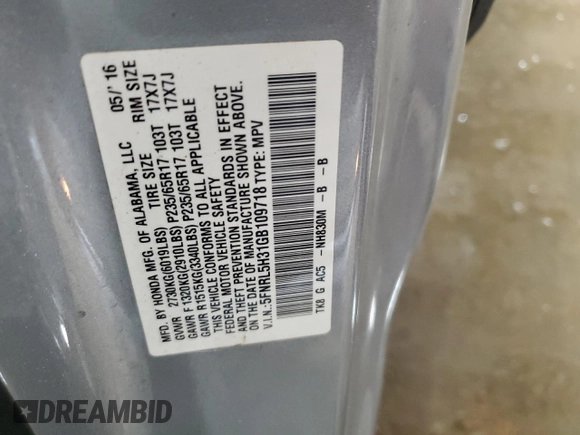 MFD. BY HONDA MFG. OF ALABAMA, LLC 05/'16
TIRE SIZE RIM SIZE
GVWR 2730KG(6019LBS)
GAWR F 1320KG(2910LBS) P235/65R17 103T 17X7J
GAWR R1515KG(3340LBS) P235/65R17 103T 17X7J
THIS VEHICLE CONFORMS TO ALL APPLICABLE
FEDERAL MOTOR VEHICLE SAFETY
AND THEFT PREVENTION STANDARDS IN EFFECT
ON THE DATE OF MANUFACTURE SHOWN ABOVE.
V.I.N.: 5FNRL5H31GB109718 TYPE: MPV
TK8 G AC5 - NH830M - B - B
DREAMBID